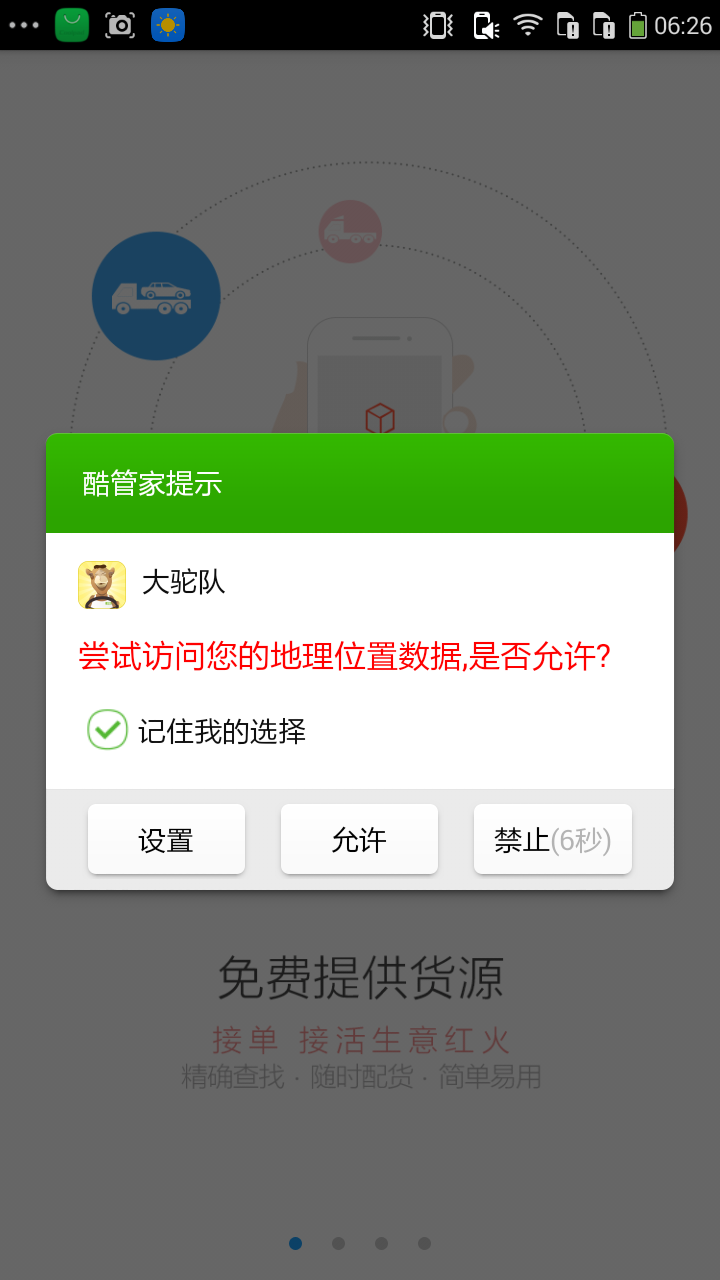 06:26
酷管家提示
大驼队
尝试访问您的地理位置数据,是否允许?
记住我的选择
设置 允许 禁止(6秒)
免费提供货源
接单 接活生意红火
精确查找 · 随时配货 · 简单易用